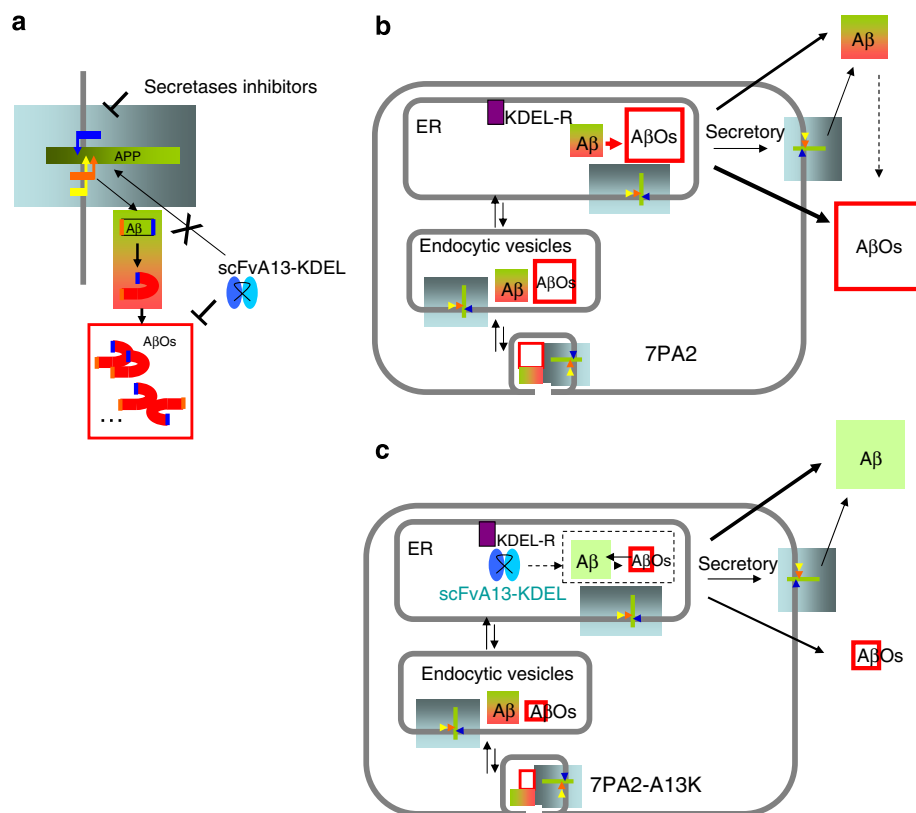 a
Secretases inhibitors
APP
Aβ
scFvA13-KDEL
AβOs
...
b
Aβ
KDEL-R
ER
Aβ
AβOs
Secretory
Endocytic vesicles
Aβ
AβOs
AβOs
7PA2
c
Aβ
KDEL-R
ER
Aβ
AβOs
Secretory
scFvA13-KDEL
Endocytic vesicles
Aβ
AβOs
AβOs
7PA2-A13K